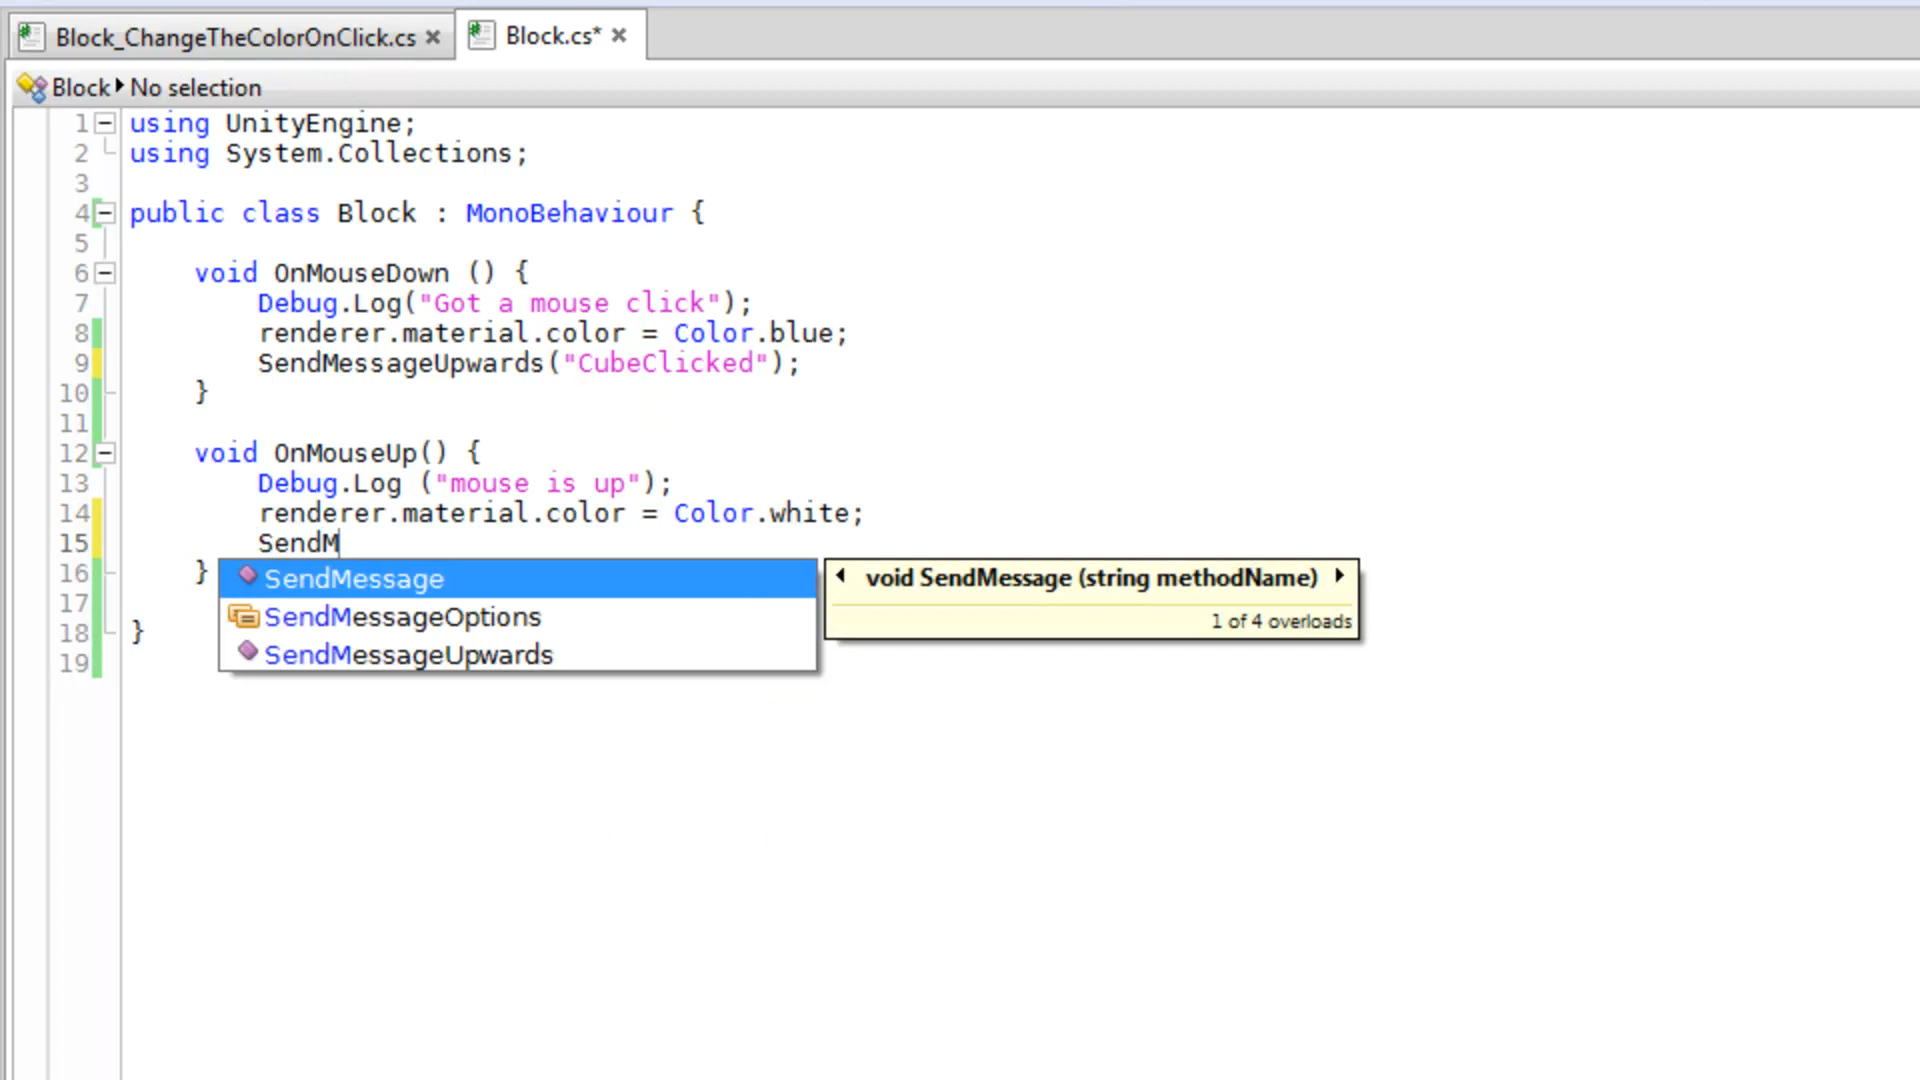 Block_ChangeTheColorOnClick.cs × Block.cs* ×
Block No selection
1 using UnityEngine;
2 using System.Collections;
3
4 public class Block : MonoBehaviour {
5
6 void OnMouseDown () {
7 Debug.Log("Got a mouse click");
8 renderer.material.color = Color.blue;
9 SendMessageUpwards("CubeClicked");
10 }
11
12 void OnMouseUp() {
13 Debug.Log ("mouse is up");
14 renderer.material.color = Color.white;
15 SendM
16 }
17
18 }
19
SendMessage
SendMessageOptions
SendMessageUpwards
void SendMessage (string methodName)
1 of 4 overloads